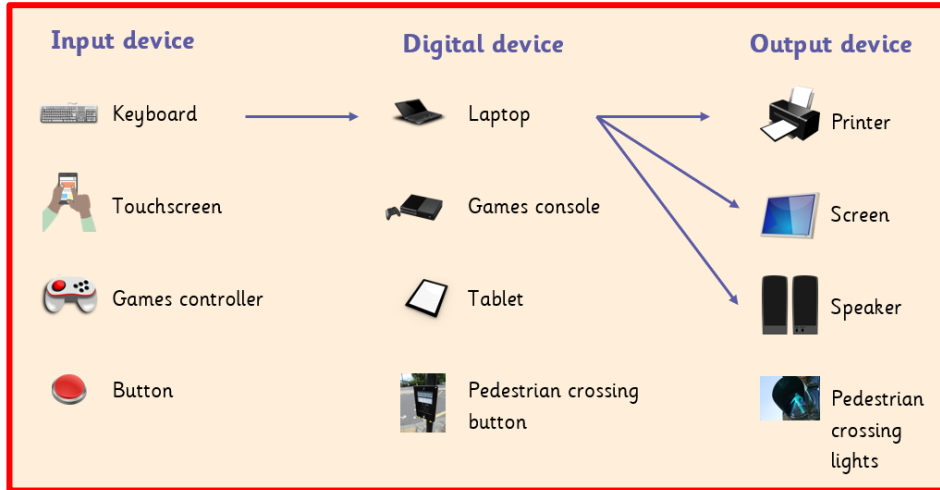 Input device
Digital device
Output device
Keyboard
Laptop
Printer
Touchscreen
Games console
Screen
Games controller
Tablet
Speaker
Button
Pedestrian crossing
button
Pedestrian
crossing
lights